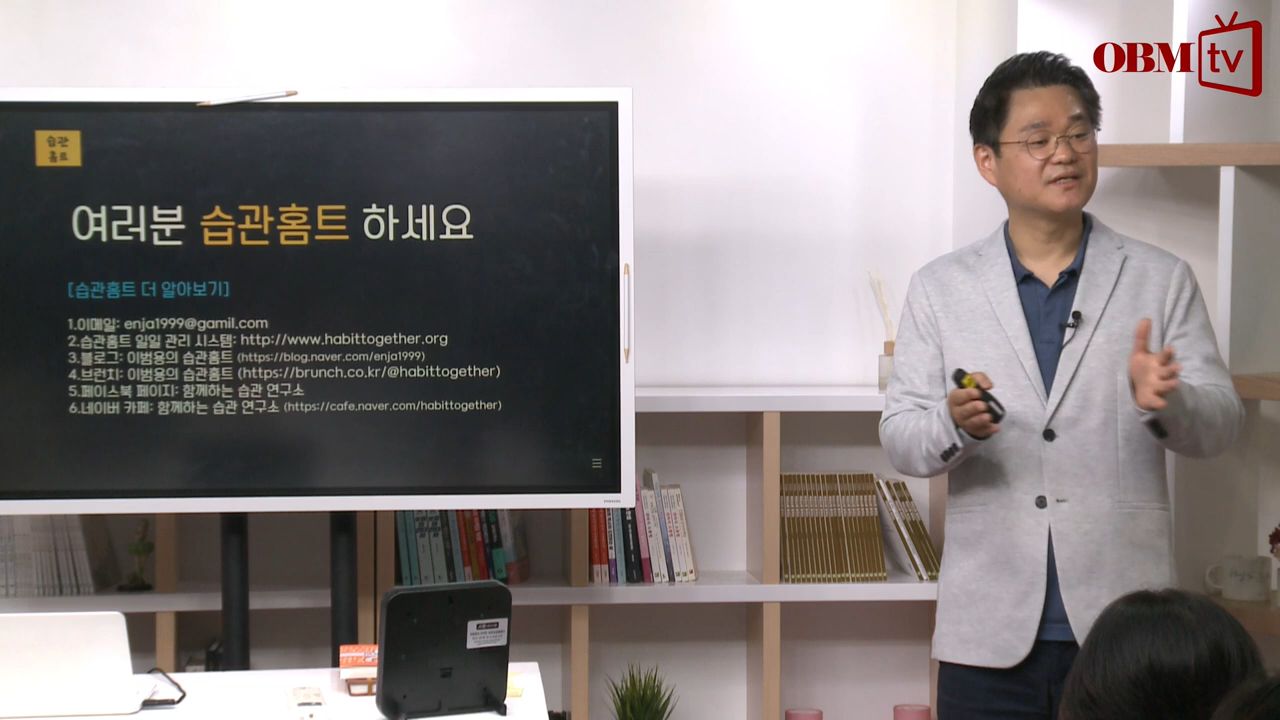 OBM tv
습관
홈트
여러분 습관홈트 하세요
[습관홈트 더 알아보기]
1.이메일: enja1999@gamil.com
2.습관홈트 일일 관리 시스템: http://www.habittogether.org
3.블로그: 이범용의 습관홈트 (https://blog.naver.com/enja1999)
4.브런치: 이범용의 습관홈트 (https://brunch.co.kr/@habittogether)
5.페이스북 페이지: 함께하는 습관 연구소
6.네이버 카페: 함께하는 습관 연구소 (https://cafe.naver.com/habittogether)
SAMSUNG